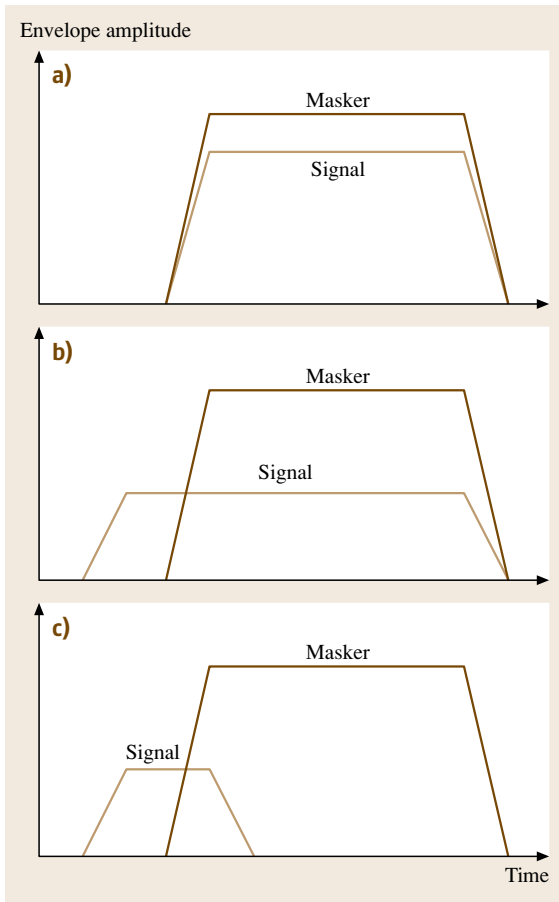 Envelope amplitude
a)
Masker
Signal
b)
Masker
Signal
c)
Masker
Signal
Time